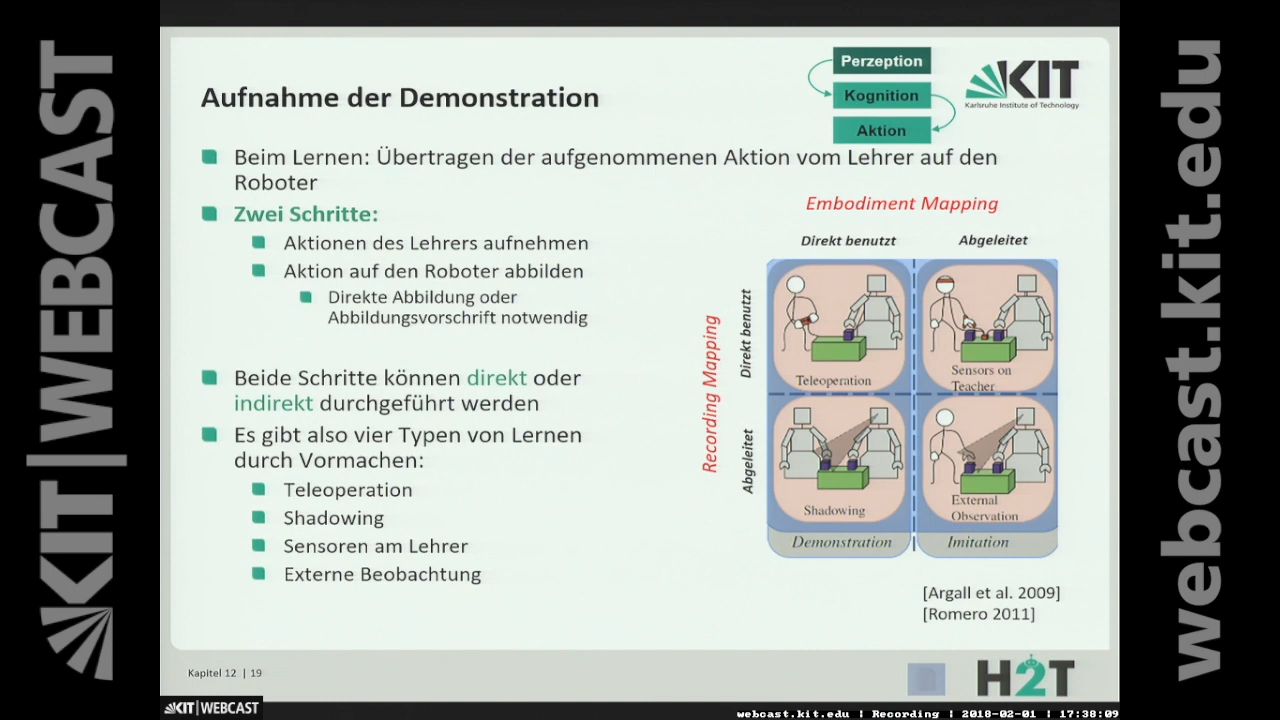 KIT|WEBCAST
webcast.kit.edu
Perzeption
Kognition
Aktion
KIT
Karlsruhe Institute of Technology
Aufnahme der Demonstration
Beim Lernen: Übertragen der aufgenommenen Aktion vom Lehrer auf den
Roboter
Zwei Schritte:
Aktionen des Lehrers aufnehmen
Aktion auf den Roboter abbilden
Direkte Abbildung oder
Abbildungsvorschrift notwendig
Beide Schritte können direkt oder
indirekt durchgeführt werden
Es gibt also vier Typen von Lernen
durch Vormachen:
Teleoperation
Shadowing
Sensoren am Lehrer
Externe Beobachtung
Embodiment Mapping
Direkt benutzt
Abgeleitet
Recording Mapping
Direkt benutzt
Abgeleitet
Teleoperation
Sensors on
Teacher
Shadowing
External
Observation
Demonstration
Imitation
[Argall et al. 2009]
[Romero 2011]
Kapitel 12 | 19
H2T
KIT|WEBCAST
webcast.kit.edu | Recording | 2018-02-01 | 17:38:09